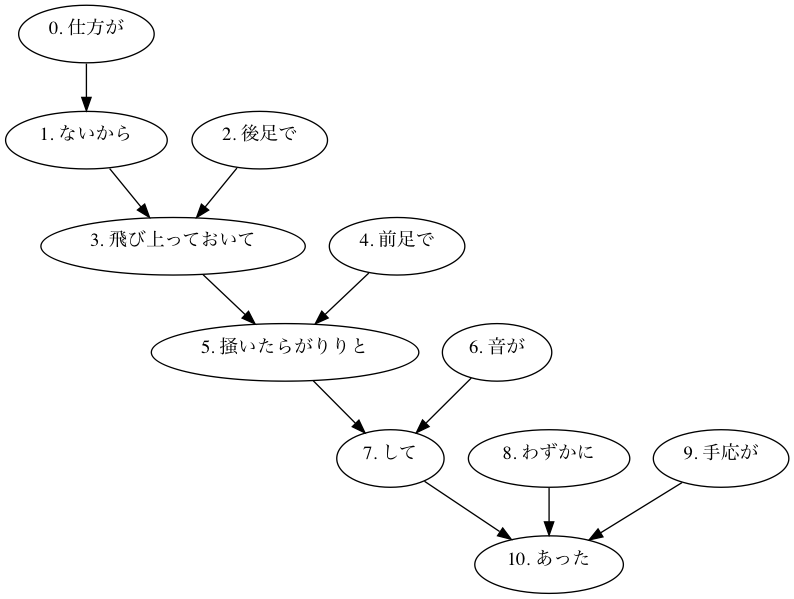 0. 仕方が
1. ないから
2. 後足で
3. 飛び上っておいて
4. 前足で
5. 掻いたらがりりと
6. 音が
7. して
8. わずかに
9. 手応が
10. あった